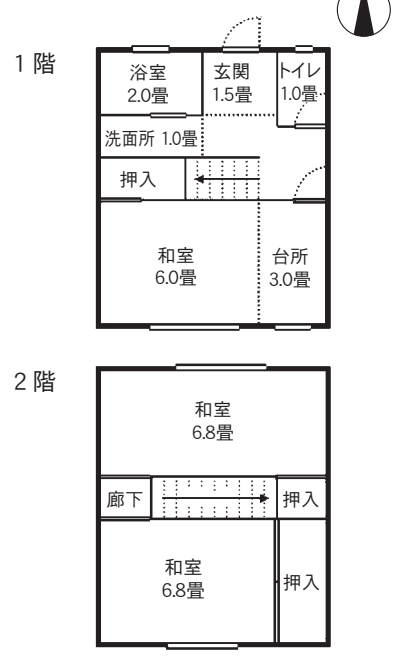 1階
浴室
2.0畳
玄関
1.5畳
トイレ
1.0畳
洗面所 1.0畳
押入
和室
6.0畳
台所
3.0畳
2階
和室
6.8畳
廊下
押入
和室
6.8畳
押入